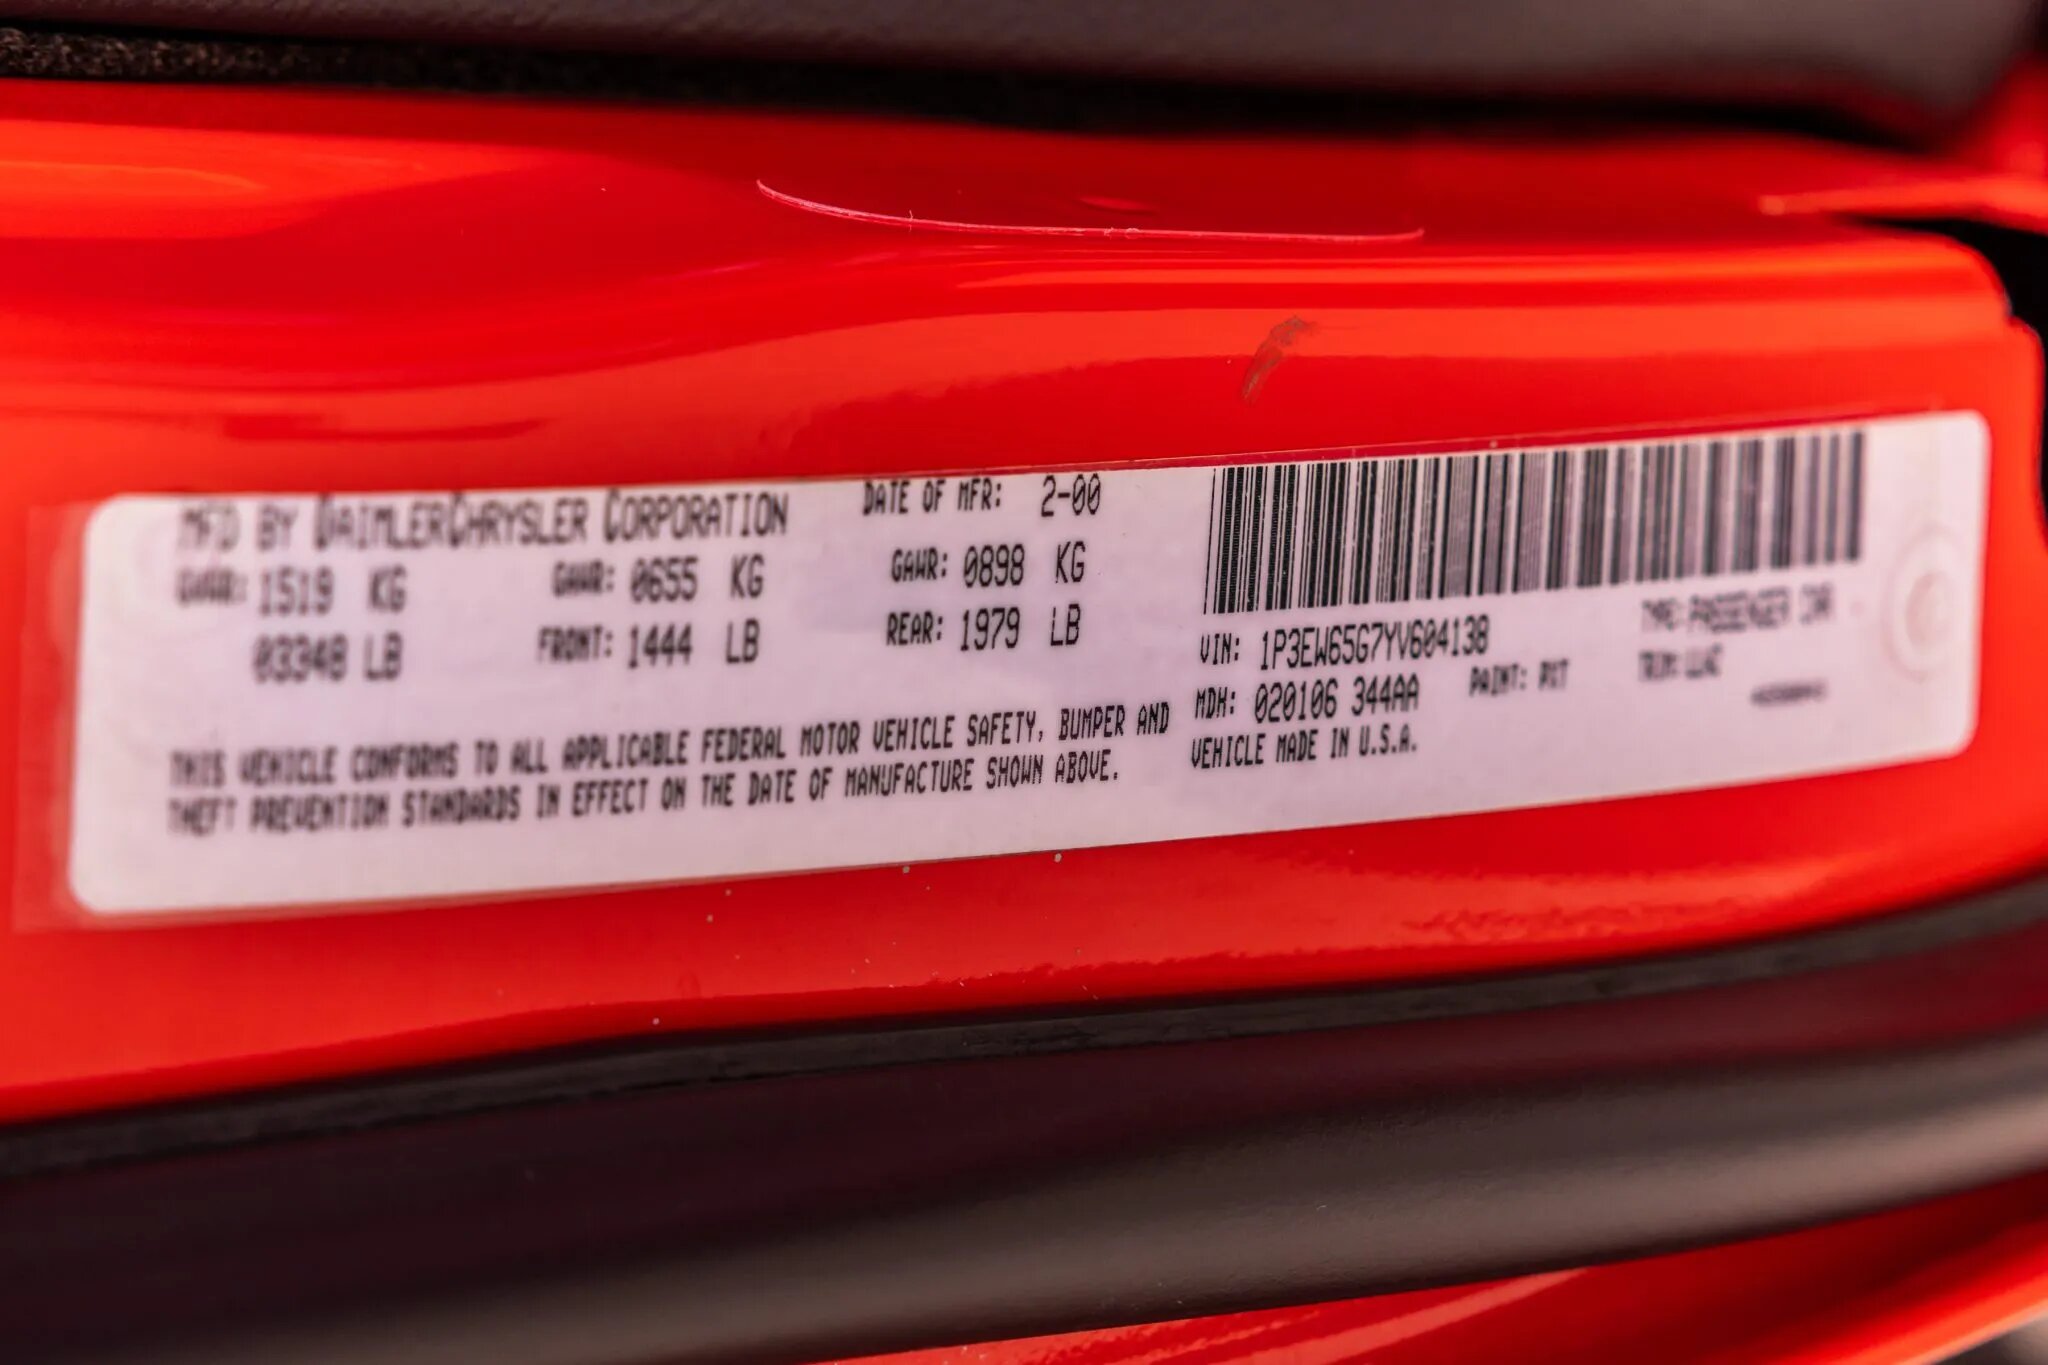 MFD BY DAIMLERCHRYSLER CORPORATION DATE OF MFR: 2-00
GVWR: 1519 KG GAWR: 0655 KG GAWR: 0898 KG
03348 LB FRONT: 1444 LB REAR: 1979 LB
THIS VEHICLE CONFORMS TO ALL APPLICABLE FEDERAL MOTOR VEHICLE SAFETY, BUMPER AND
THEFT PREVENTION STANDARDS IN EFFECT ON THE DATE OF MANUFACTURE SHOWN ABOVE.
VIN: 1P3EW65G7YV604138 TYPE: PASSENGER CAR
MDH: 020106 344AA PAINT: TRIM:
VEHICLE MADE IN U.S.A.